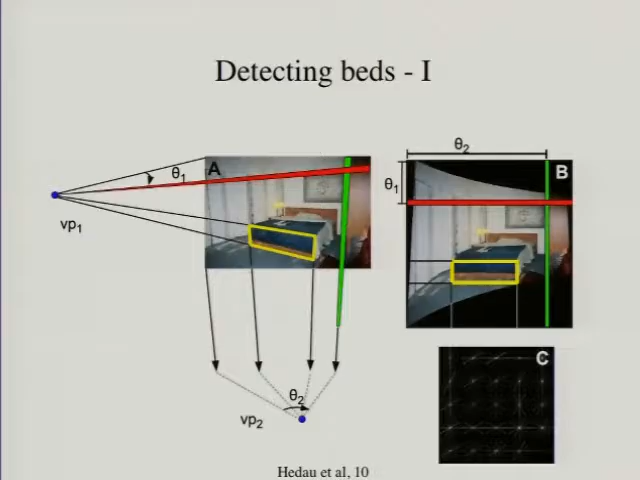 Detecting beds - I
A
θ1
vp1
θ2
vp2
θ2
θ1
B
C
Hedau et al, 10